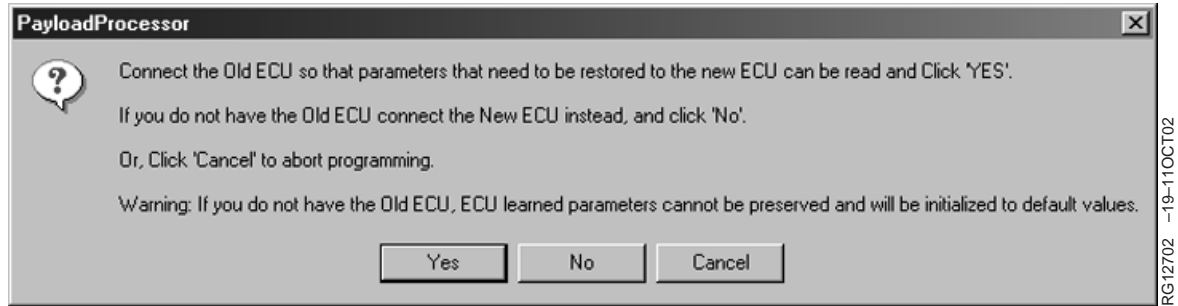 PayloadProcessor
Connect the Old ECU so that parameters that need to be restored to the new ECU can be read and Click 'YES'.
If you do not have the Old ECU connect the New ECU instead, and click 'No'.
Or, Click 'Cancel' to abort programming.
Warning: If you do not have the Old ECU, ECU learned parameters cannot be preserved and will be initialized to default values.
Yes No Cancel
RG12702 –19–11OCT02